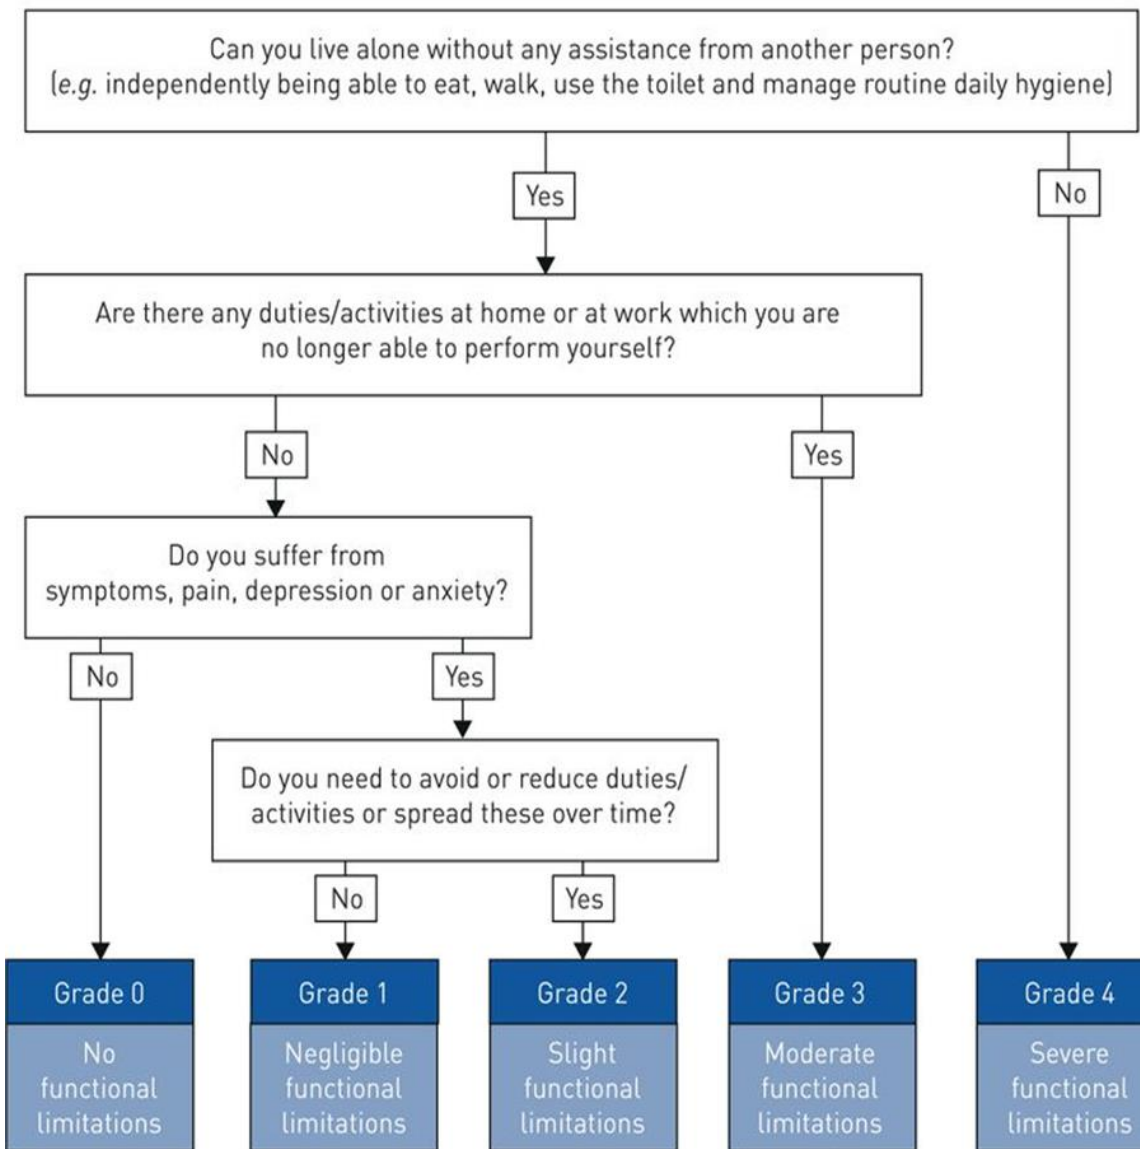 Can you live alone without any assistance from another person?
(e.g. independently being able to eat, walk, use the toilet and manage routine daily hygiene)
Yes
No
Are there any duties/activities at home or at work which you are
no longer able to perform yourself?
No
Yes
Do you suffer from
symptoms, pain, depression or anxiety?
No
Yes
Do you need to avoid or reduce duties/
activities or spread these over time?
No
Yes
Grade 0
No
functional
limitations
Grade 1
Negligible
functional
limitations
Grade 2
Slight
functional
limitations
Grade 3
Moderate
functional
limitations
Grade 4
Severe
functional
limitations